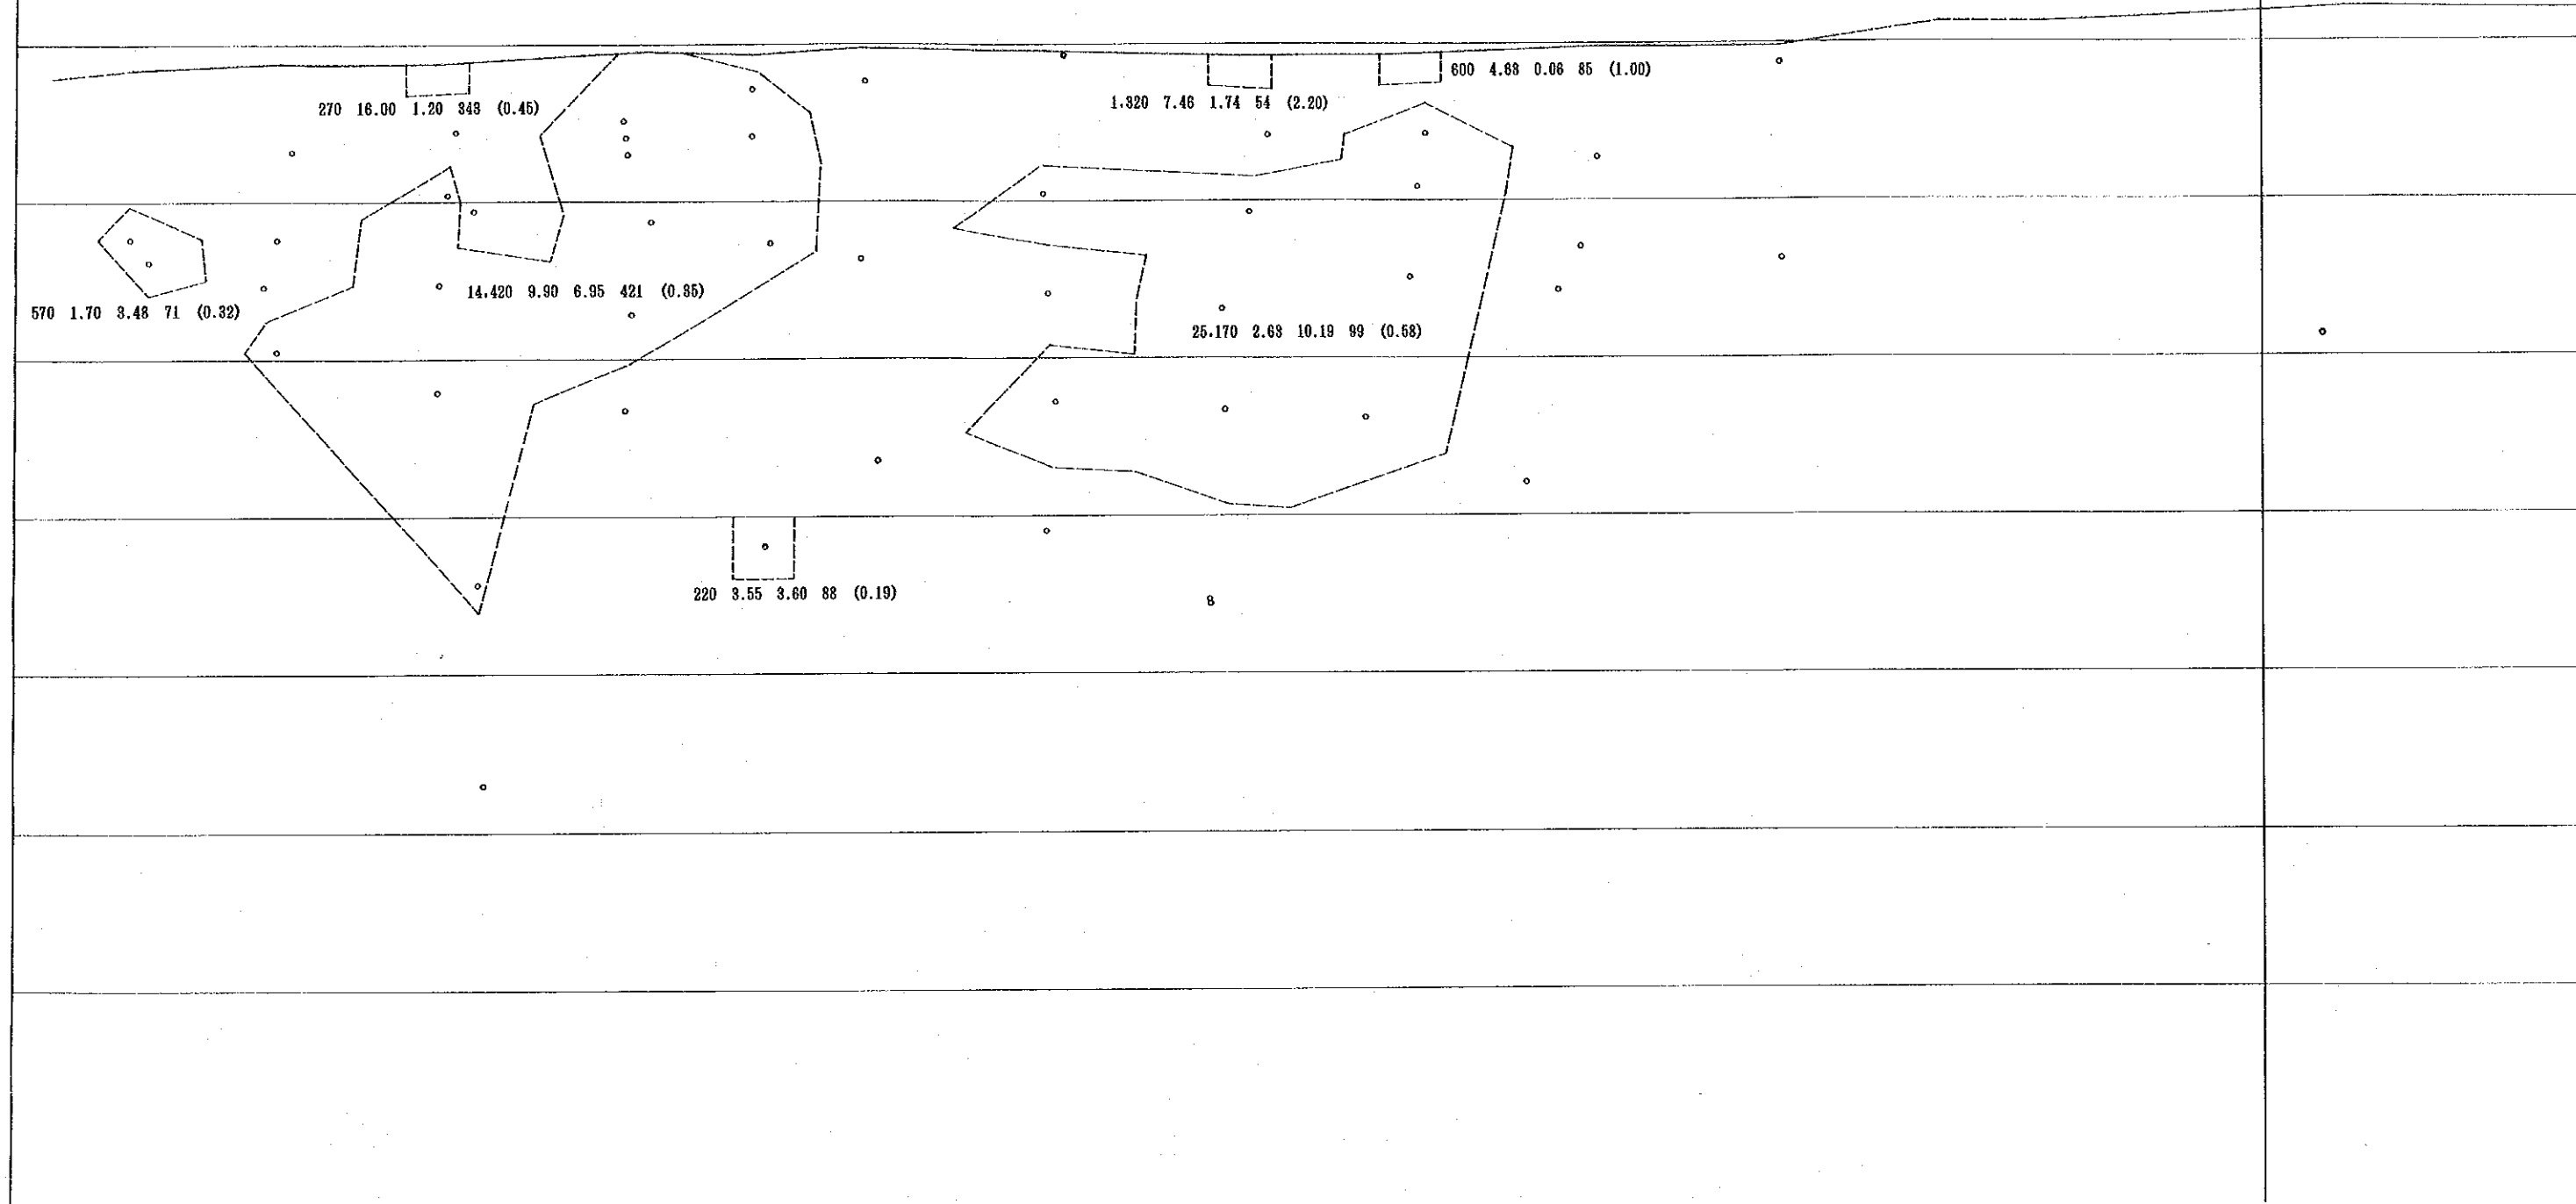 600 4.68 0.06 85 (1.00)
270 16.00 1.20 343 (0.45)
1.320 7.46 1.74 54 (2.20)
14.420 9.90 6.95 421 (0.85)
570 1.70 3.48 71 (0.32)
25.170 2.63 10.19 99 (0.58)
220 3.55 3.60 88 (0.19)